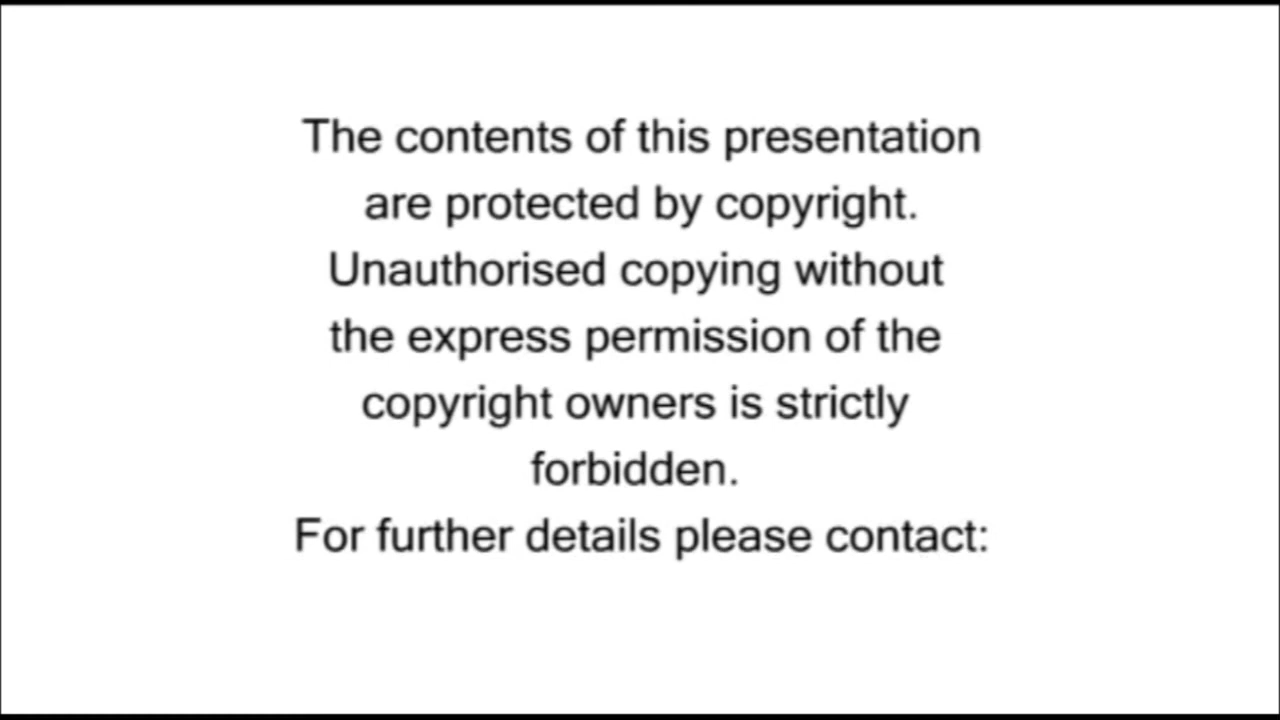 The contents of this presentation
are protected by copyright.
Unauthorised copying without
the express permission of the
copyright owners is strictly
forbidden.
For further details please contact: